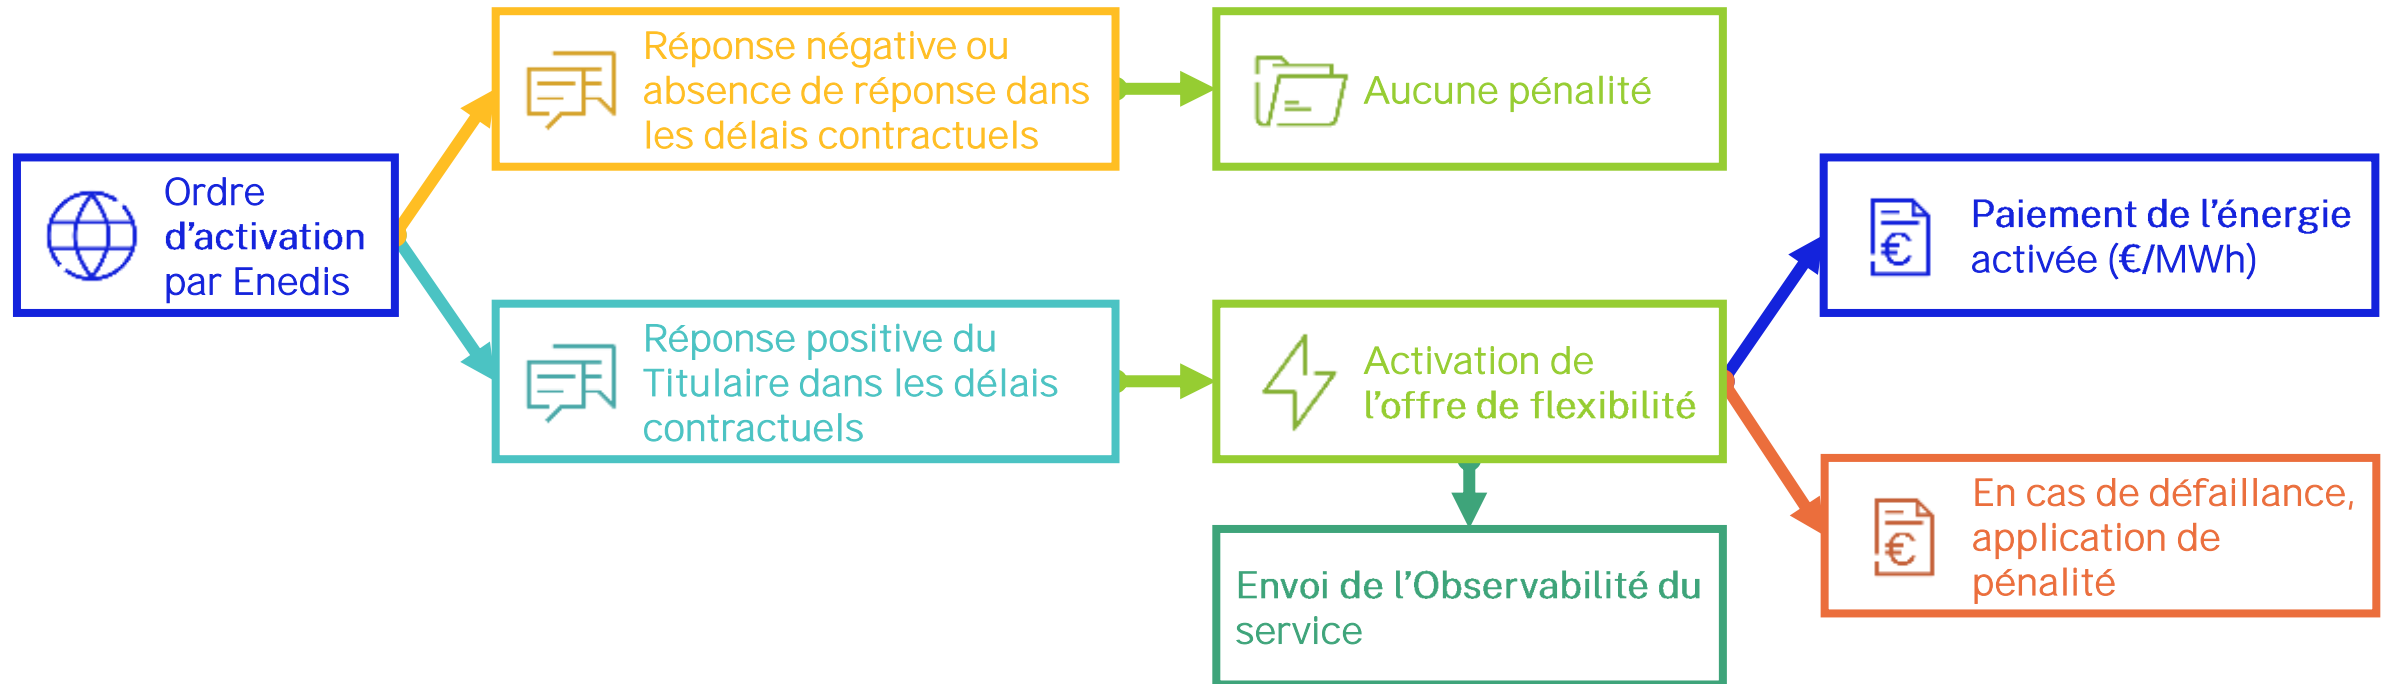 Réponse négative ou
absence de réponse dans
les délais contractuels
Aucune pénalité
Ordre
d’activation
par Enedis
Paiement de l’énergie
activée (€/MWh)
Réponse positive du
Titulaire dans les délais
contractuels
Activation de
l’offre de flexibilité
En cas de défaillance,
application de
pénalité
Envoi de l’Observabilité du
service